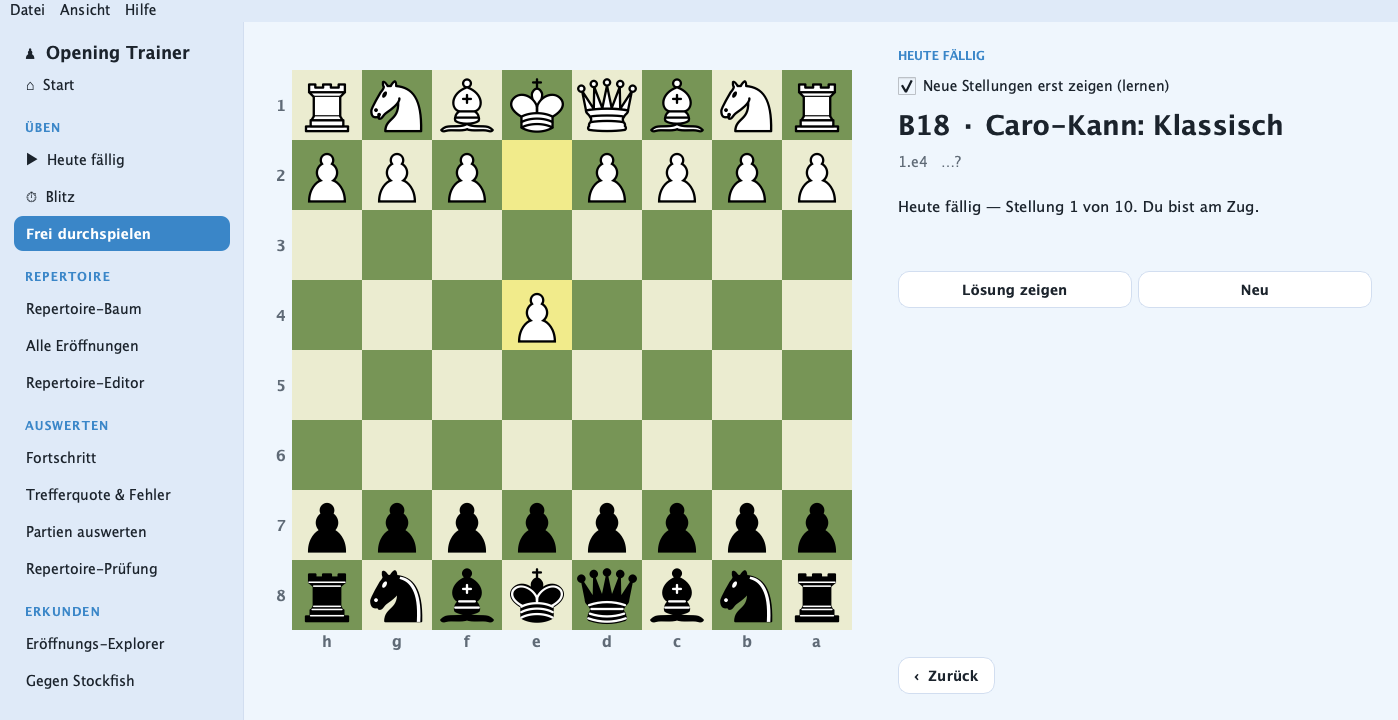 Datei Ansicht Hilfe
Opening Trainer
Start
ÜBEN
Heute fällig
Blitz
Frei durchspielen
REPERTOIRE
Repertoire-Baum
Alle Eröffnungen
Repertoire-Editor
AUSWERTEN
Fortschritt
Trefferquote & Fehler
Partien auswerten
Repertoire-Prüfung
ERKUNDEN
Eröffnungs-Explorer
Gegen Stockfish
1
2
3
4
5
6
7
8
h g f e d c b a
HEUTE FÄLLIG
Neue Stellungen erst zeigen (lernen)
B18 · Caro-Kann: Klassisch
1.e4 …?
Heute fällig — Stellung 1 von 10. Du bist am Zug.
Lösung zeigen Neu
‹ Zurück